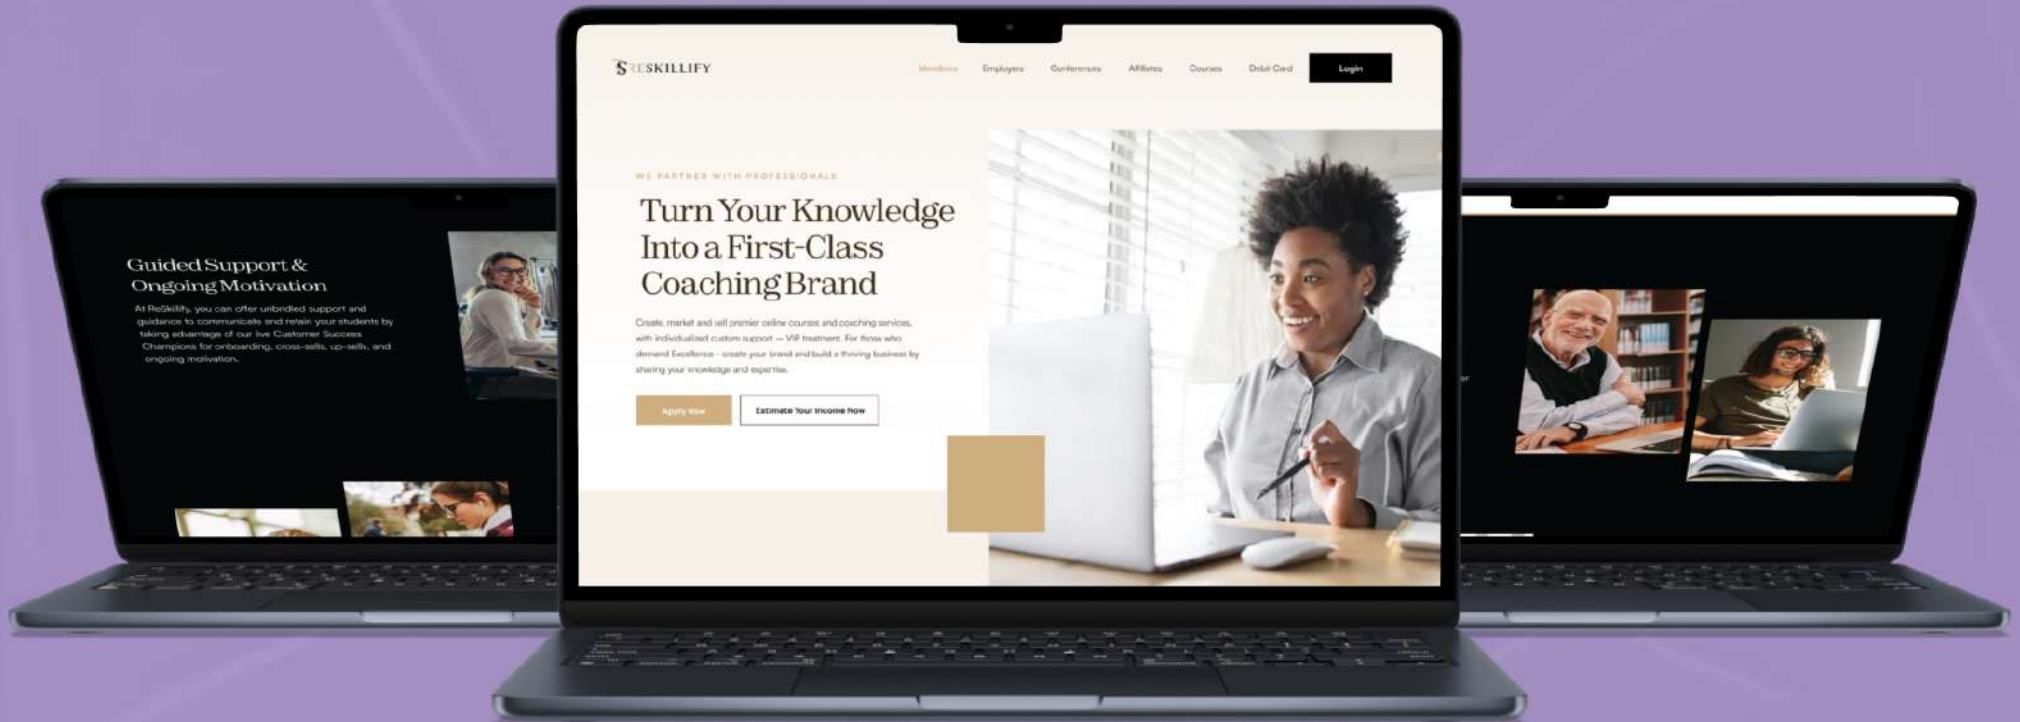 RESKILLIFY
Members Employers Conferences Affiliates Courses Debit Card Login
WE PARTNER WITH PROFESSIONALS
Turn Your Knowledge
Into a First-Class
Coaching Brand
Create, market and sell premier online courses and coaching services,
with individualized custom support — VIP treatment. For those who
demand Excellence - create your brand and build a thriving business by
sharing your knowledge and expertise.
Apply Now Estimate Your Income Now
Guided Support &
Ongoing Motivation
At ReSkillify, you can offer unbridled support and
guidance to communicate and retain your students by
taking advantage of our live Customer Success
Champions for onboarding, cross-sells, up-sells, and
ongoing motivation.